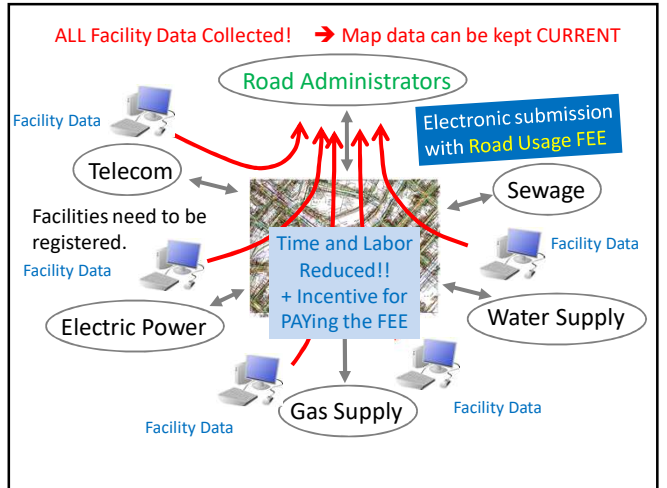 ALL Facility Data Collected! ➔ Map data can be kept CURRENT
Road Administrators
Facility Data
Electronic submission
with Road Usage FEE
Telecom
Sewage
Facilities need to be
registered.
Facility Data
Time and Labor
Reduced!!
+ Incentive for
PAYing the FEE
Facility Data
Electric Power
Water Supply
Gas Supply
Facility Data
Facility Data